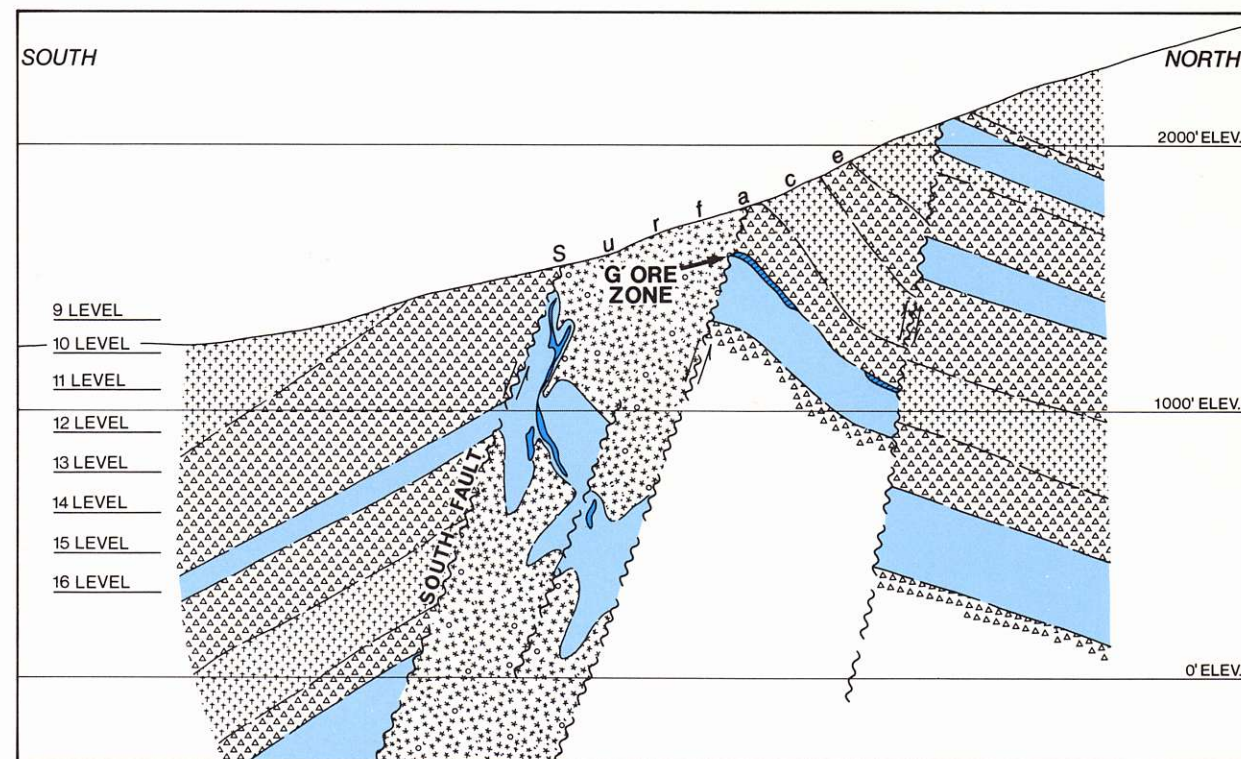 SOUTH
NORTH
2000' ELEV.
Surface
G ORE
ZONE
9 LEVEL
10 LEVEL
11 LEVEL
1000' ELEV.
12 LEVEL
13 LEVEL
14 LEVEL
15 LEVEL
16 LEVEL
SOUTH FAULT
0' ELEV.